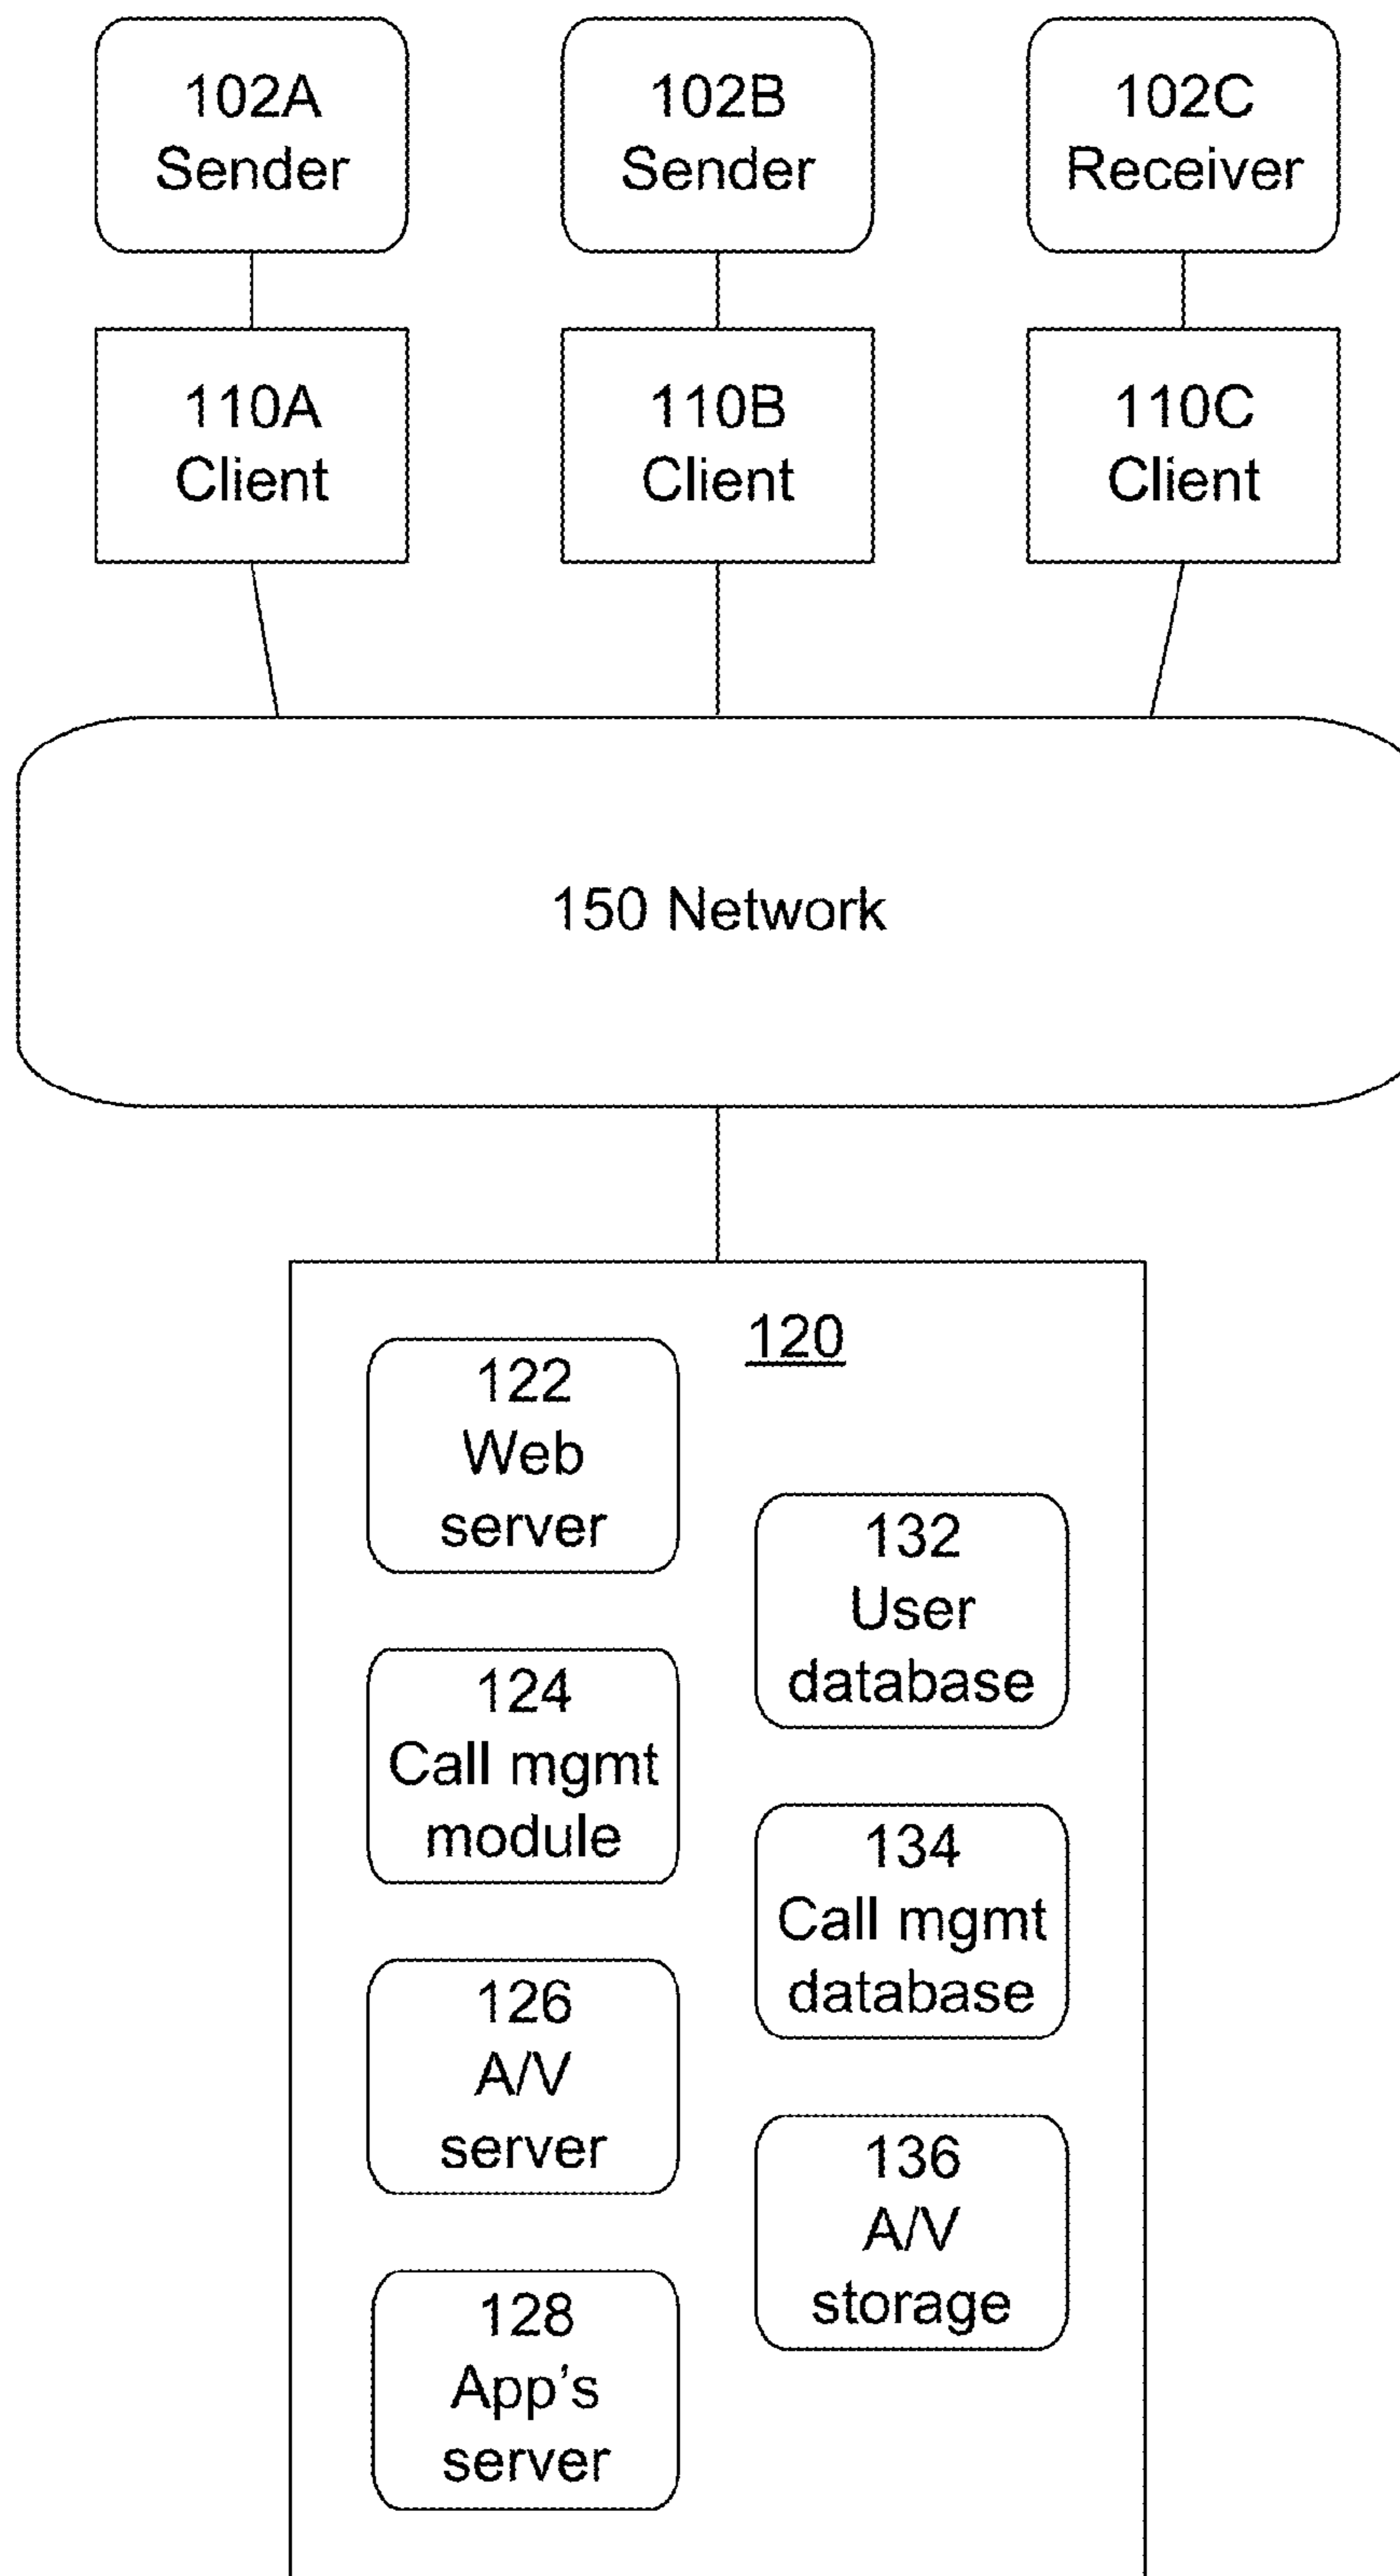 102A
Sender
102B
Sender
102C
Receiver
110A
Client
110B
Client
110C
Client
150 Network
120
122
Web
server
132
User
database
124
Call mgmt
module
134
Call mgmt
database
126
A/V
server
136
A/V
storage
128
App’s
server